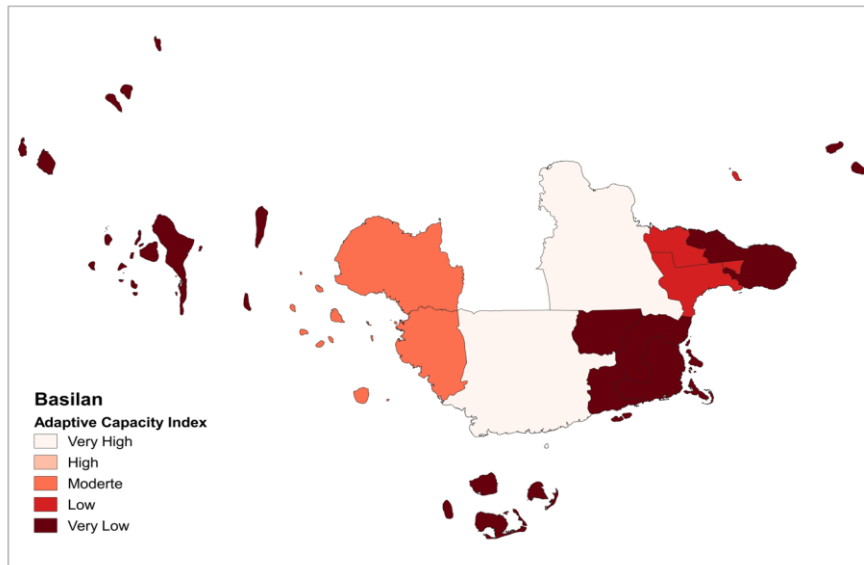 Basilan
Adaptive Capacity Index
Very High
High
Moderte
Low
Very Low